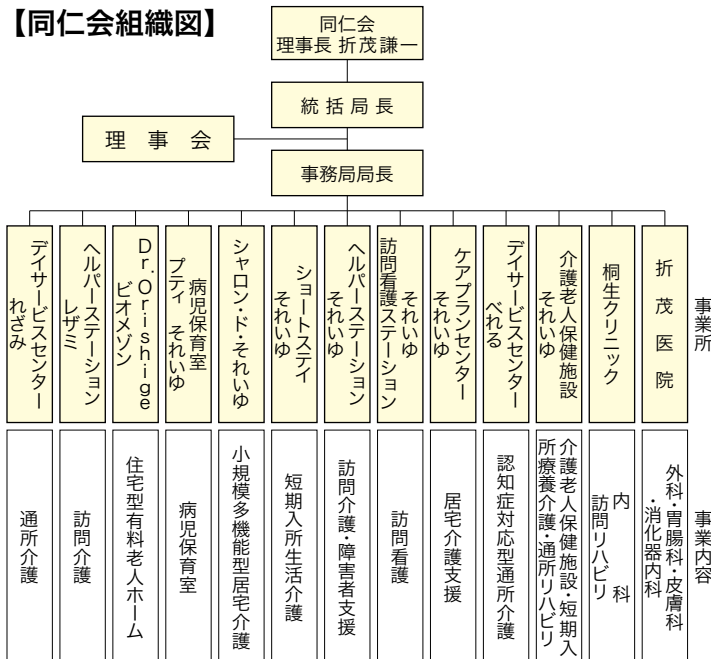 【同仁会組織図】
同仁会
理事長 折茂謙一
統括局長
理事会
事務局局長
事業所
折茂医院
桐生クリニック
介護老人保健施設
それいゆ
デイサービスセンター
べれる
ケアプランセンター
それいゆ
訪問看護ステーション
それいゆ
ヘルパーステーション
それいゆ
ショートステイ
それいゆ
シャロン・ド・それいゆ
病児保育室
プティ それいゆ
Dr.Orishige
ビオメゾン
ヘルパーステーション
レザミ
デイサービスセンター
れざみ
事業内容
外科・胃腸科・皮膚科
・消化器内科
内科
訪問リハビリ
介護老人保健施設・短期入
所療養介護・通所リハビリ
認知症対応型通所介護
居宅介護支援
訪問看護
訪問介護・障害者支援
短期入所生活介護
小規模多機能型居宅介護
病児保育室
住宅型有料老人ホーム
訪問介護
通所介護